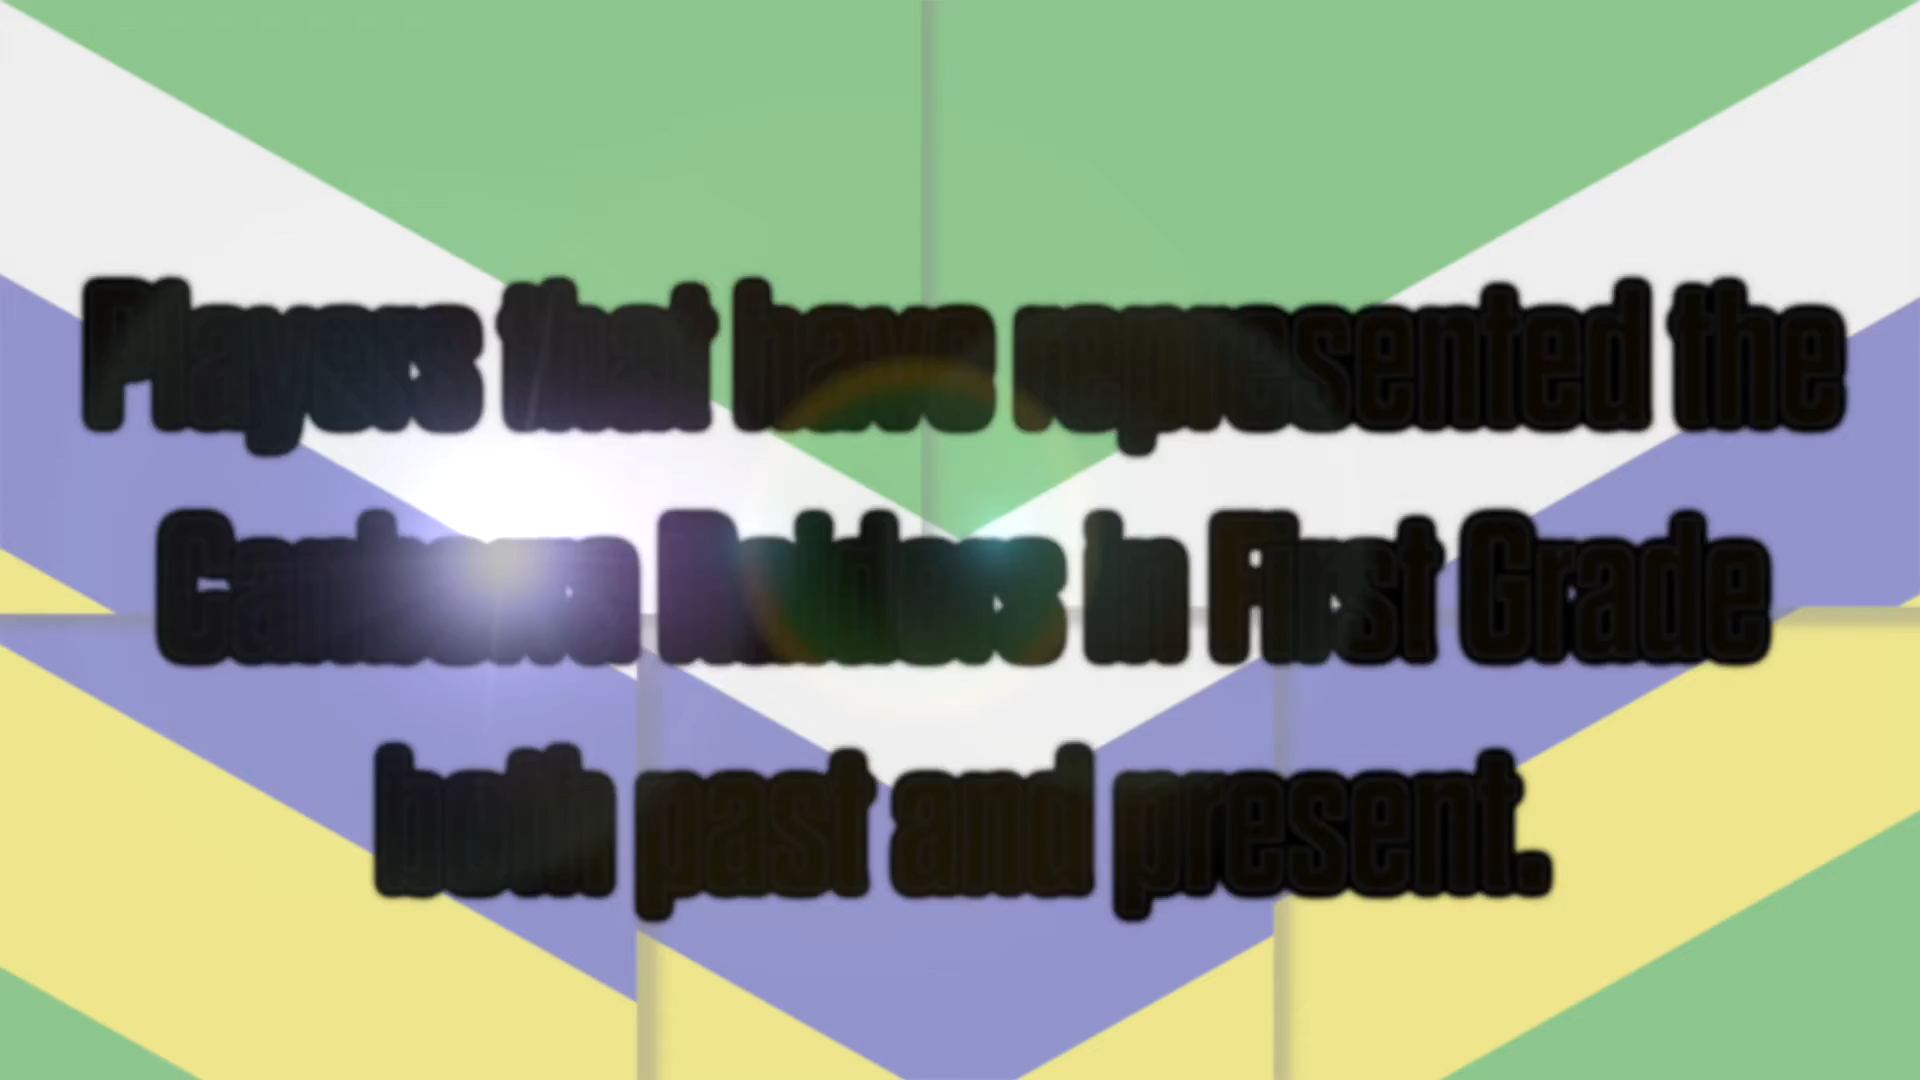 Players that have represented the
Canberra Raiders in First Grade
both past and present.